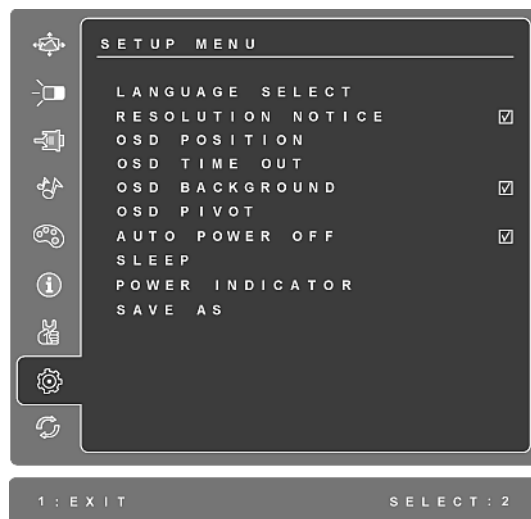 SETUP MENU
LANGUAGE SELECT
RESOLUTION NOTICE
OSD POSITION
OSD TIME OUT
OSD BACKGROUND
OSD PIVOT
AUTO POWER OFF
SLEEP
POWER INDICATOR
SAVE AS
1:EXIT SELECT:2